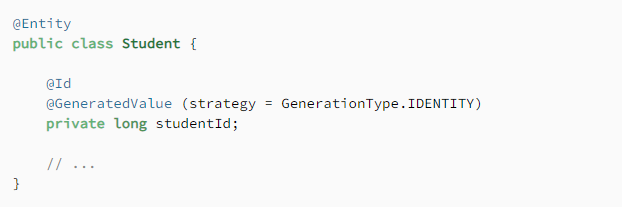 @Entity
public class Student {
@Id
@GeneratedValue (strategy = GenerationType.IDENTITY)
private long studentId;
// ...
}